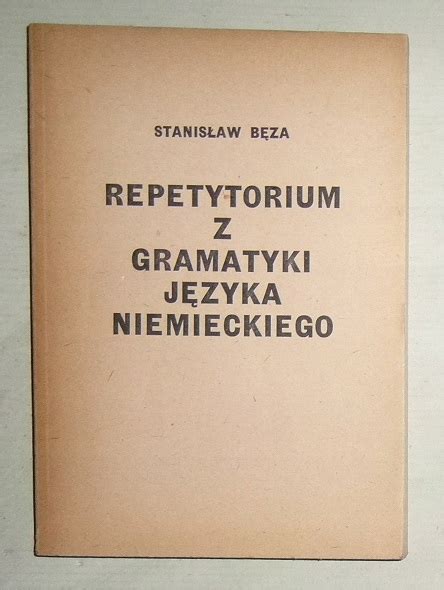 STANISŁAW BĘZA
REPETYTORIUM
Z
GRAMATYKI
JĘZYKA
NIEMIECKIEGO